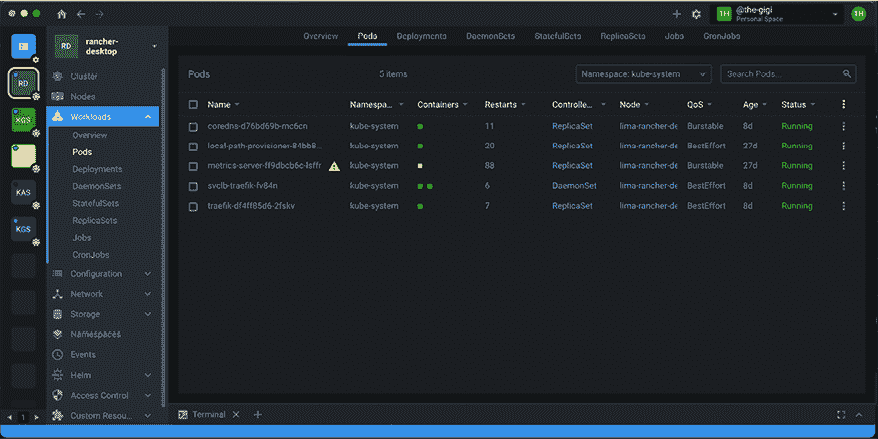 1H @the-gigi 1H
Personal Space
RD rancher-desktop
Overview Pods Deployments DaemonSets StatefulSets ReplicaSets Jobs CronJobs
RD
KGS
KAS
KGS
Cluster
Nodes
Workloads
Overview
Pods
Deployments
DaemonSets
StatefulSets
ReplicaSets
Jobs
CronJobs
Configuration
Network
Storage
Namespaces
Events
Helm
Access Control
Custom Resou...
1
Pods 5 items Namespace: kube-system Search Pods...
Name Namespa... Containers Restarts Controlle... Node QoS Age Status
coredns-d76bd69b-mc6cn kube-system 11 ReplicaSet lima-rancher-de Burstable 8d Running
local-path-provisioner-84bb8... kube-system 20 ReplicaSet lima-rancher-de BestEffort 27d Running
metrics-server-ff9dbcb6c-lsffr kube-system 88 ReplicaSet lima-rancher-de Burstable 27d Running
svclb-traefik-fv84n kube-system 6 DaemonSet lima-rancher-de BestEffort 8d Running
traefik-df4ff85d6-2fskv kube-system 7 ReplicaSet lima-rancher-de BestEffort 8d Running
Terminal